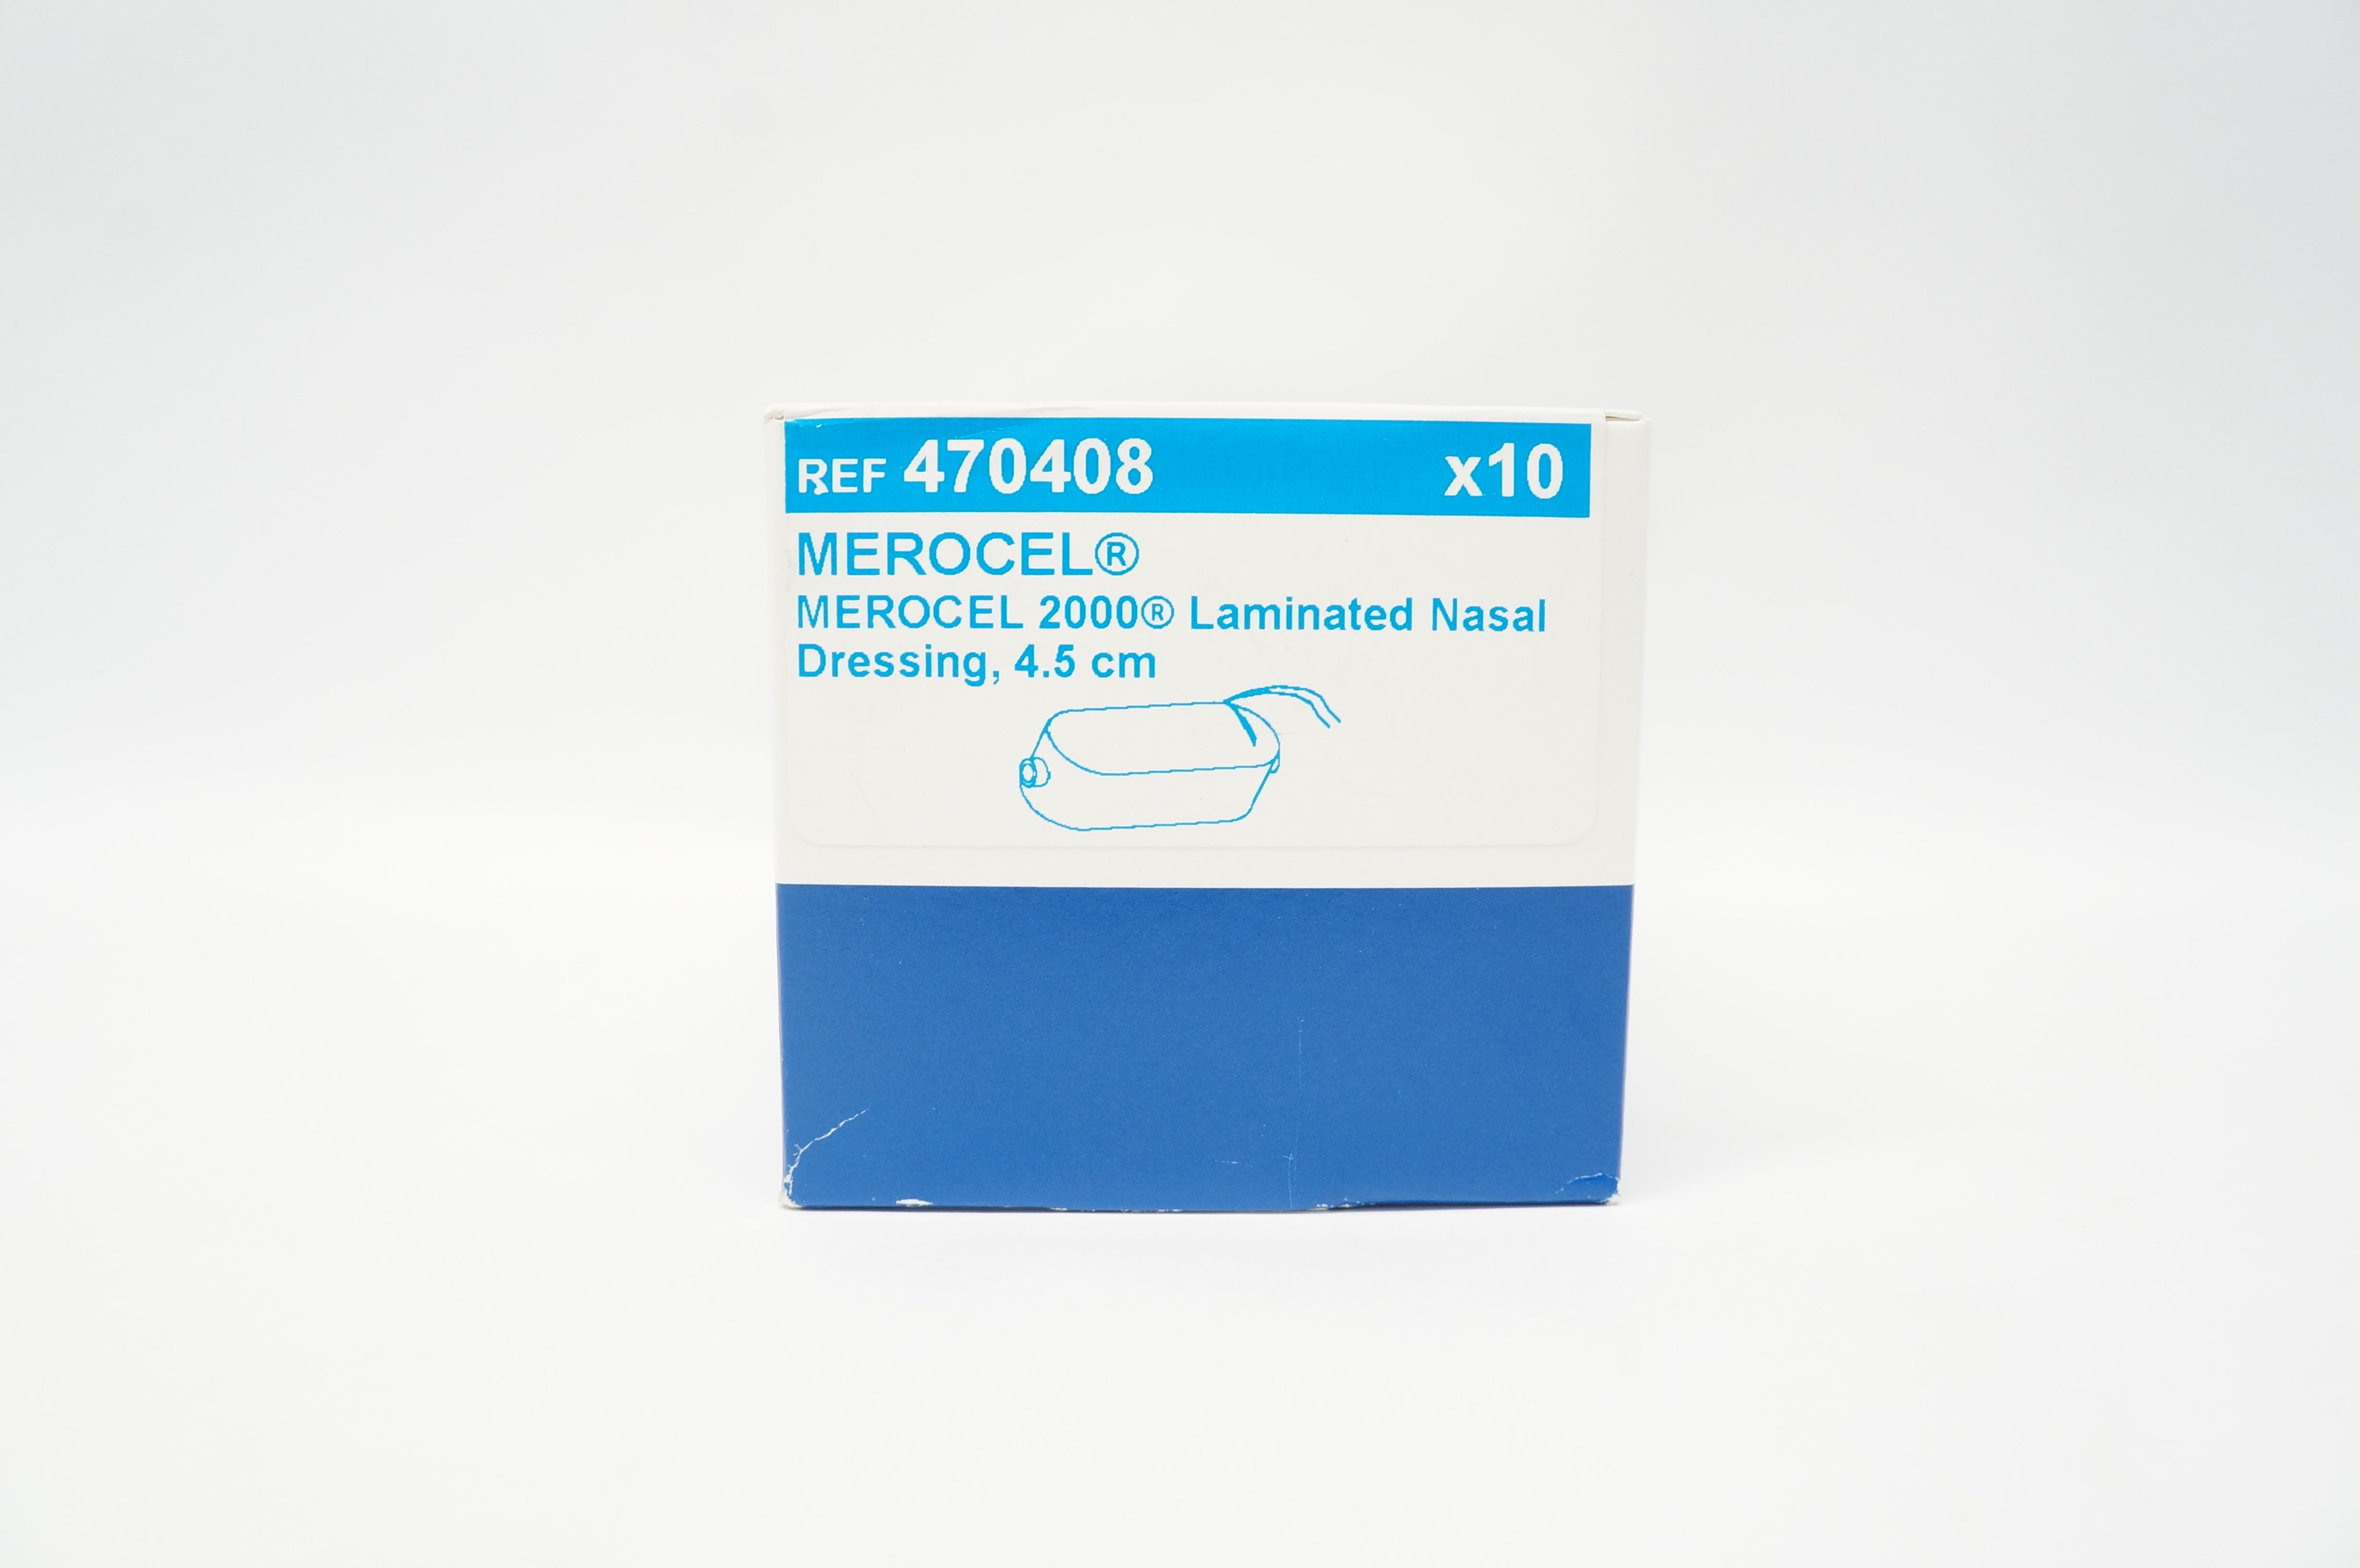 REF 470408 x10
MEROCEL®
MEROCEL 2000® Laminated Nasal
Dressing, 4.5 cm